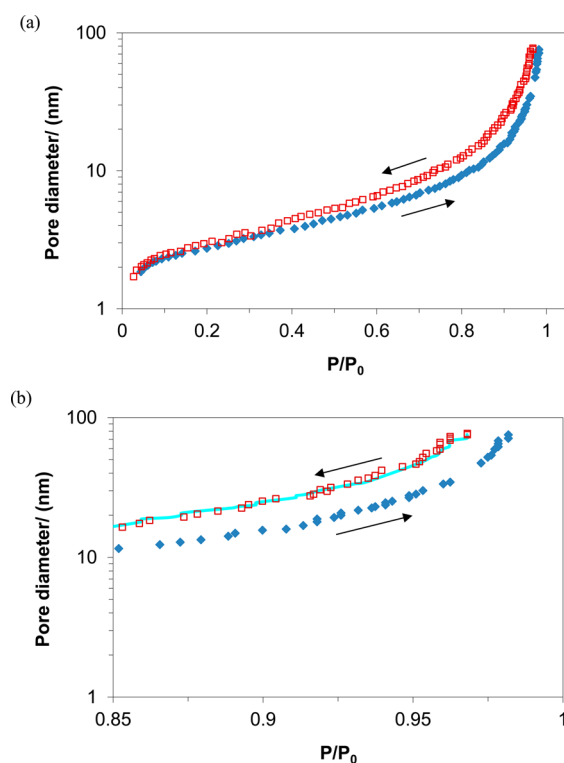 (a)
100
10
1
Pore diameter/ (nm)
0 0.2 0.4 0.6 0.8 1
P/P0
(b)
100
10
1
Pore diameter/ (nm)
0.85 0.9 0.95 1
P/P0